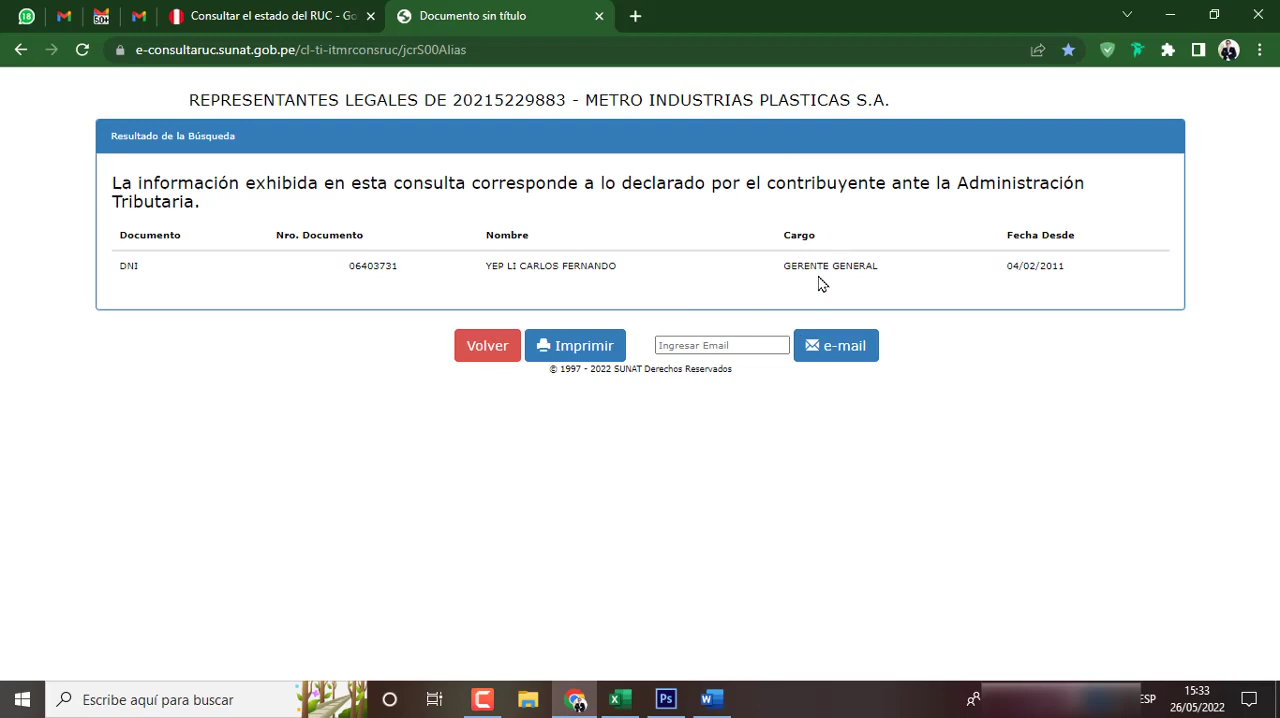 18
50+
Consultar el estado del RUC - Go
Documento sin título
e-consultaruc.sunat.gob.pe/cl-ti-itmrconsruc/jcrS00Alias
REPRESENTANTES LEGALES DE 20215229883 - METRO INDUSTRIAS PLASTICAS S.A.
Resultado de la Búsqueda
La información exhibida en esta consulta corresponde a lo declarado por el contribuyente ante la Administración
Tributaria.
Documento Nro. Documento Nombre Cargo Fecha Desde
DNI 06403731 YEP LI CARLOS FERNANDO GERENTE GENERAL 04/02/2011
Volver Imprimir Ingresar Email e-mail
© 1997 - 2022 SUNAT Derechos Reservados
Escribe aquí para buscar
Ps
ESP
15:33
26/05/2022